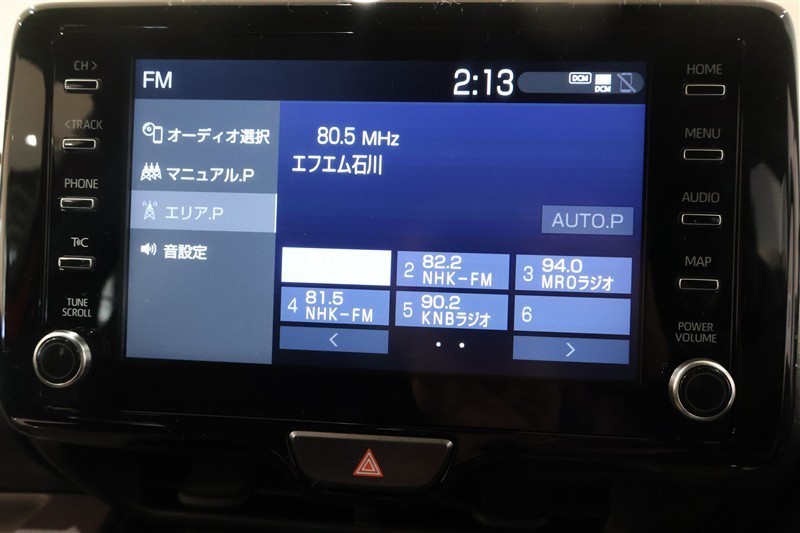 CH >
< TRACK
PHONE
T C
TUNE
SCROLL
FM
2:13
DCM
DCM
オーディオ選択
マニュアル.P
エリア.P
音設定
80.5 MHz
エフエム石川
AUTO.P
2 82.2
NHK-FM
3 94.0
MROラジオ
4 81.5
NHK-FM
5 90.2
KNBラジオ
6
<
>
HOME
MENU
AUDIO
MAP
POWER
VOLUME